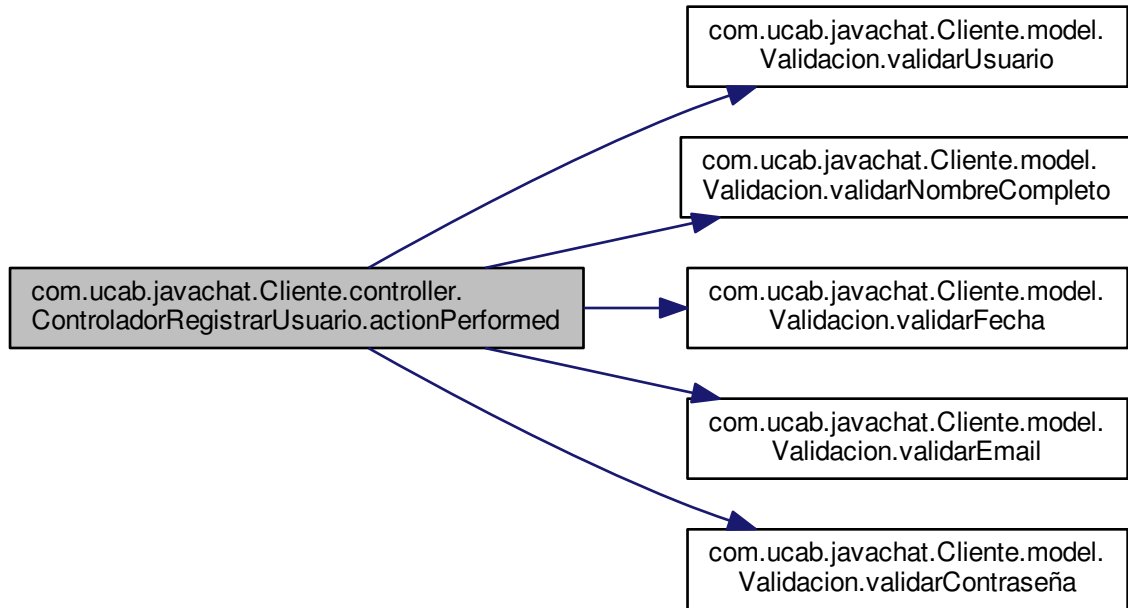 com.ucab.javachat.Cliente.model.
Validacion.validarUsuario
com.ucab.javachat.Cliente.model.
Validacion.validarNombreCompleto
com.ucab.javachat.Cliente.controller.
ControladorRegistrarUsuario.actionPerformed
com.ucab.javachat.Cliente.model.
Validacion.validarFecha
com.ucab.javachat.Cliente.model.
Validacion.validarEmail
com.ucab.javachat.Cliente.model.
Validacion.validarContraseña